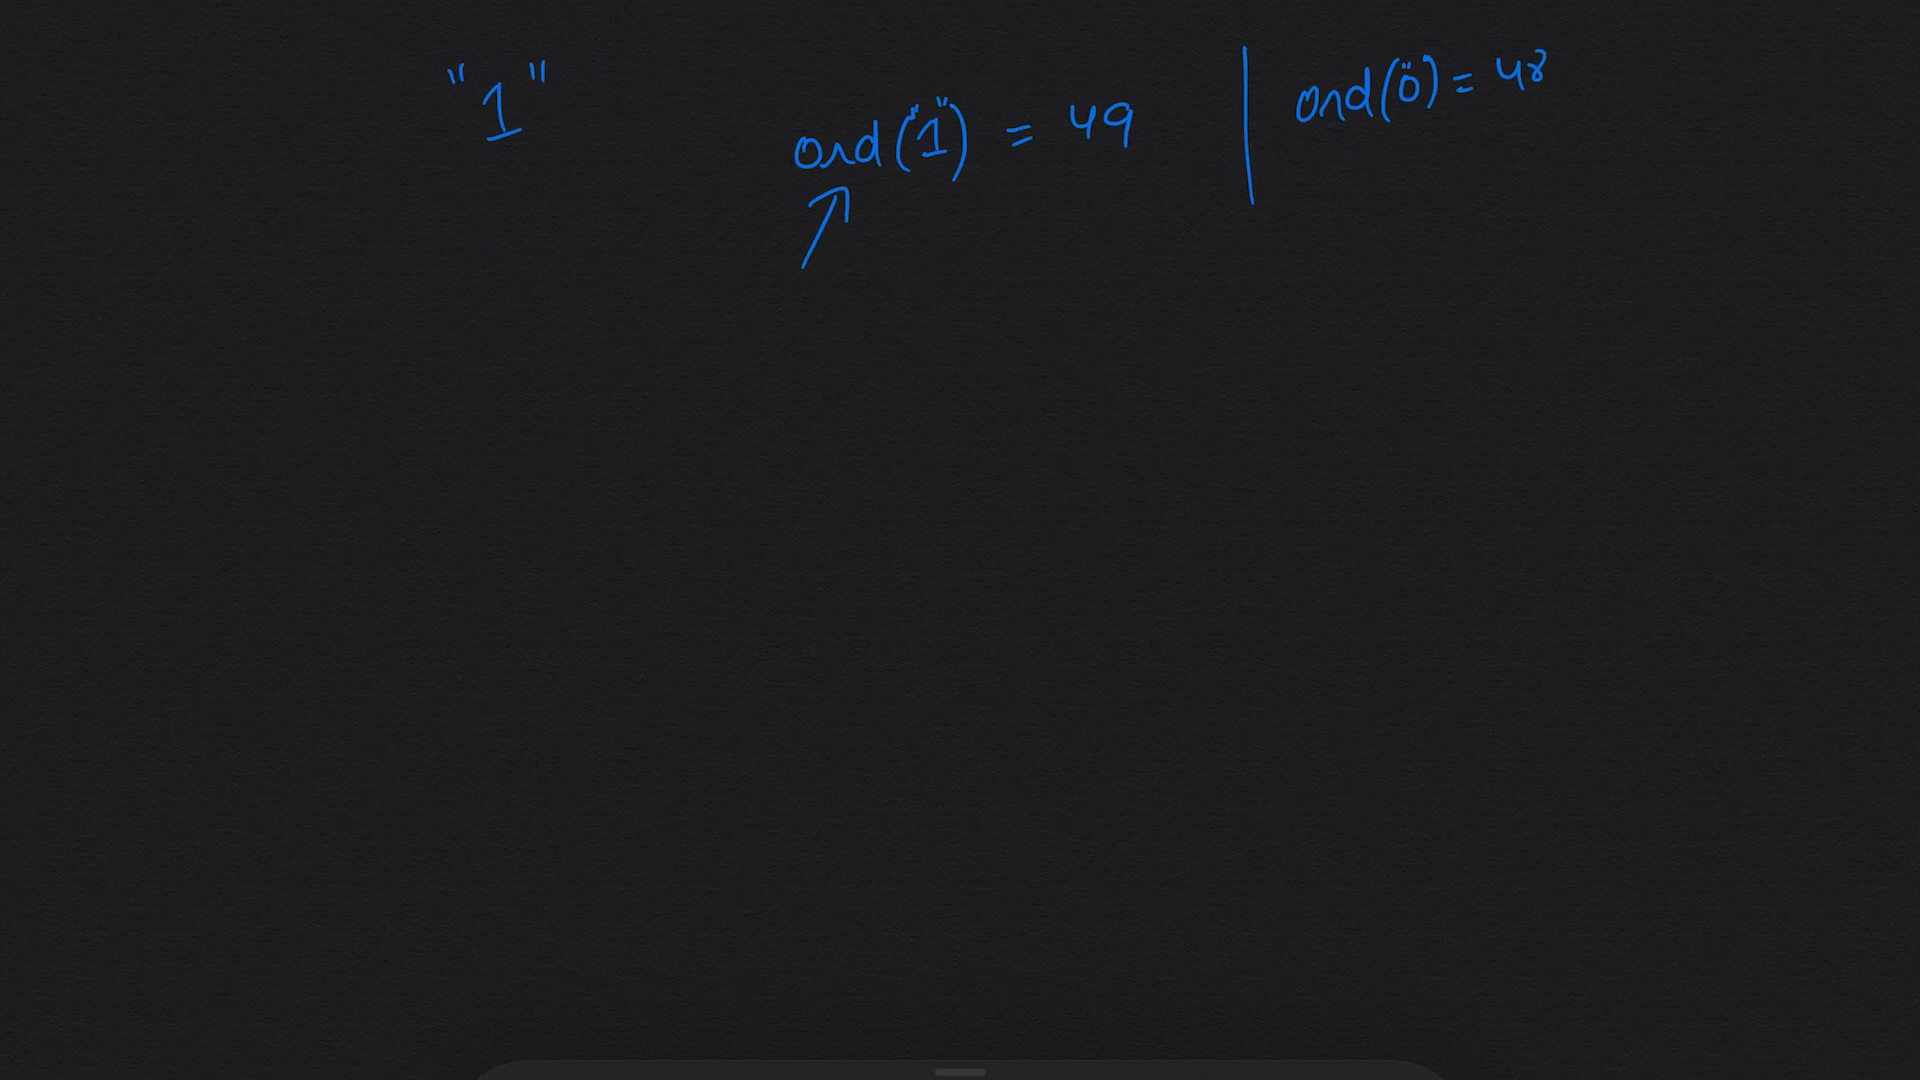 "1"
ord("1") = 49
ord("0") = 48